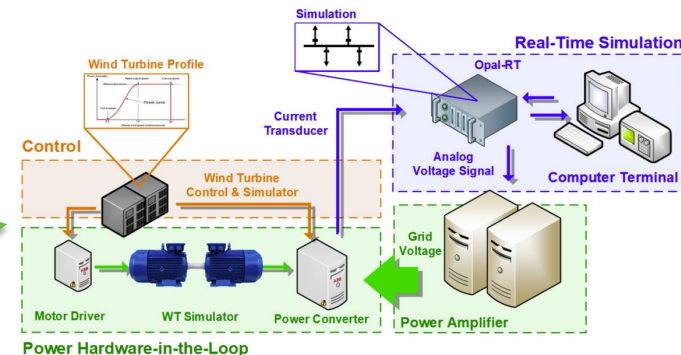 Simulation
Real-Time Simulation
Wind Turbine Profile
Opal-RT
Power curve
Current
Transducer
Control
Analog
Voltage Signal
Wind Turbine
Control & Simulator
Computer Terminal
Grid
Voltage
Motor Driver
WT Simulator
Power Converter
Power Amplifier
Power Hardware-in-the-Loop